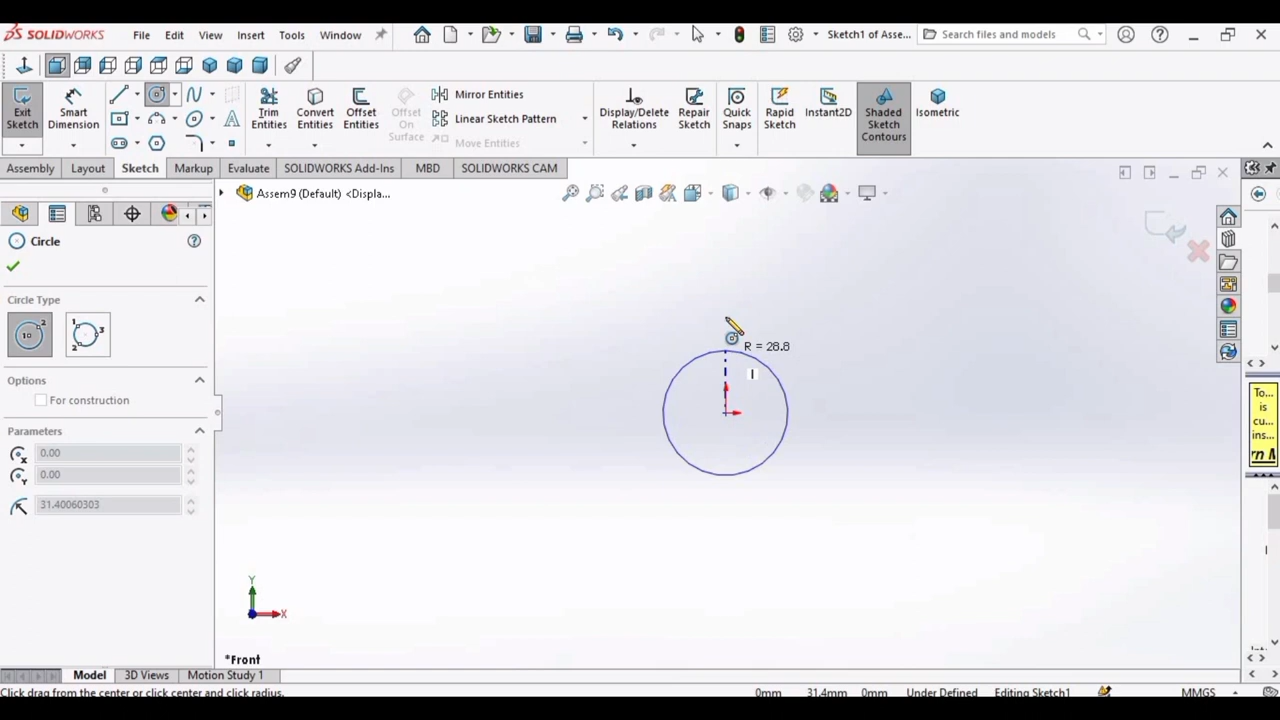 SOLIDWORKS File Edit View Insert Tools Window Sketch1 of Asse... Search files and models
Exit Sketch Smart Dimension Trim Entities Convert Entities Offset Entities Offset On Surface Mirror Entities Linear Sketch Pattern Move Entities Display/Delete Relations Repair Sketch Quick Snaps Rapid Sketch Instant2D Shaded Sketch Contours Isometric
Assembly Layout Sketch Markup Evaluate SOLIDWORKS Add-Ins MBD SOLIDWORKS CAM
Assem9 (Default) <Displa...
Circle
Circle Type
Options
For construction
Parameters
0.00
0.00
31.40060303
R = 28.8
To...
is
cu...
ins...
Y
X
*Front
Model 3D Views Motion Study 1
Click drag from the center or click center and click radius. 0mm 31.4mm 0mm Under Defined Editing Sketch1 MMGS